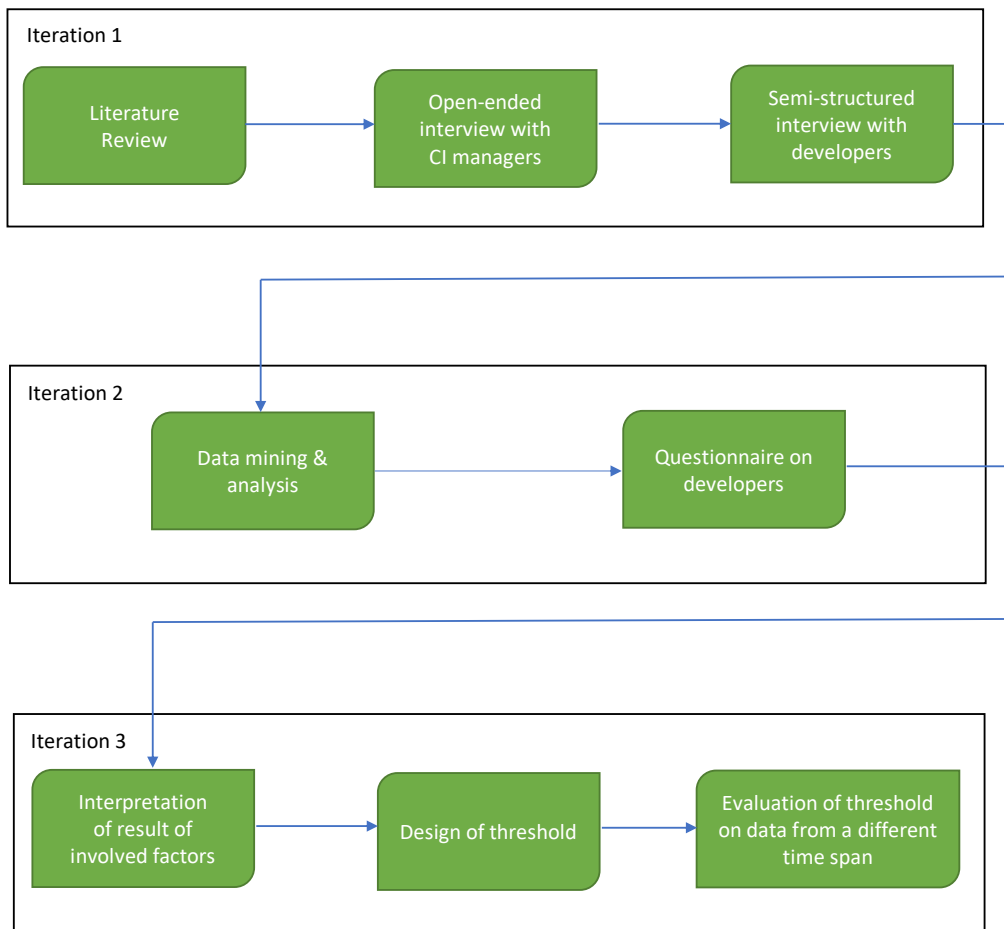 Iteration 1
Literature
Review
Open-ended
interview with
CI managers
Semi-structured
interview with
developers
Iteration 2
Data mining &
analysis
Questionnaire on
developers
Iteration 3
Interpretation
of result of
involved factors
Design of threshold
Evaluation of threshold
on data from a different
time span